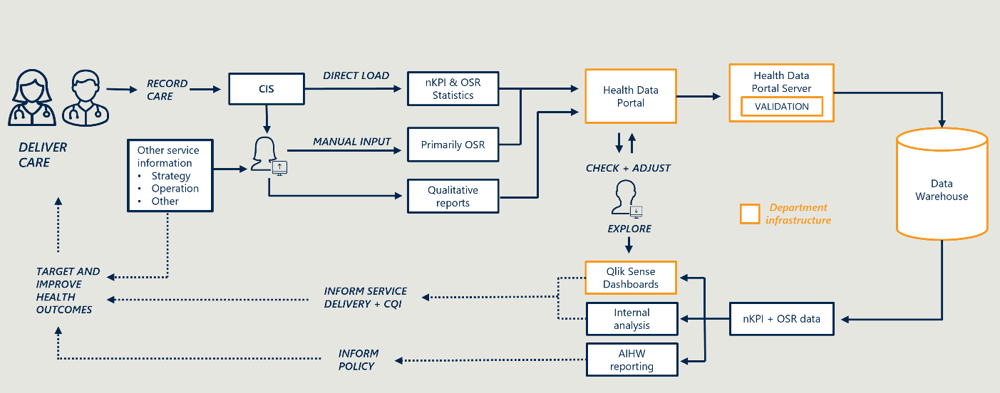 DELIVER
CARE
RECORD
CARE
CIS
DIRECT LOAD
nKPI & OSR
Statistics
MANUAL INPUT
Primarily OSR
Other service
information
• Strategy
• Operation
• Other
Qualitative
reports
Health Data
Portal
Health Data
Portal Server
VALIDATION
CHECK + ADJUST
EXPLORE
Data
Warehouse
Department
infrastructure
Qlik Sense
Dashboards
Internal
analysis
AIHW
reporting
nKPI + OSR data
INFORM SERVICE
DELIVERY + CQI
INFORM
POLICY
TARGET AND
IMPROVE
HEALTH
OUTCOMES